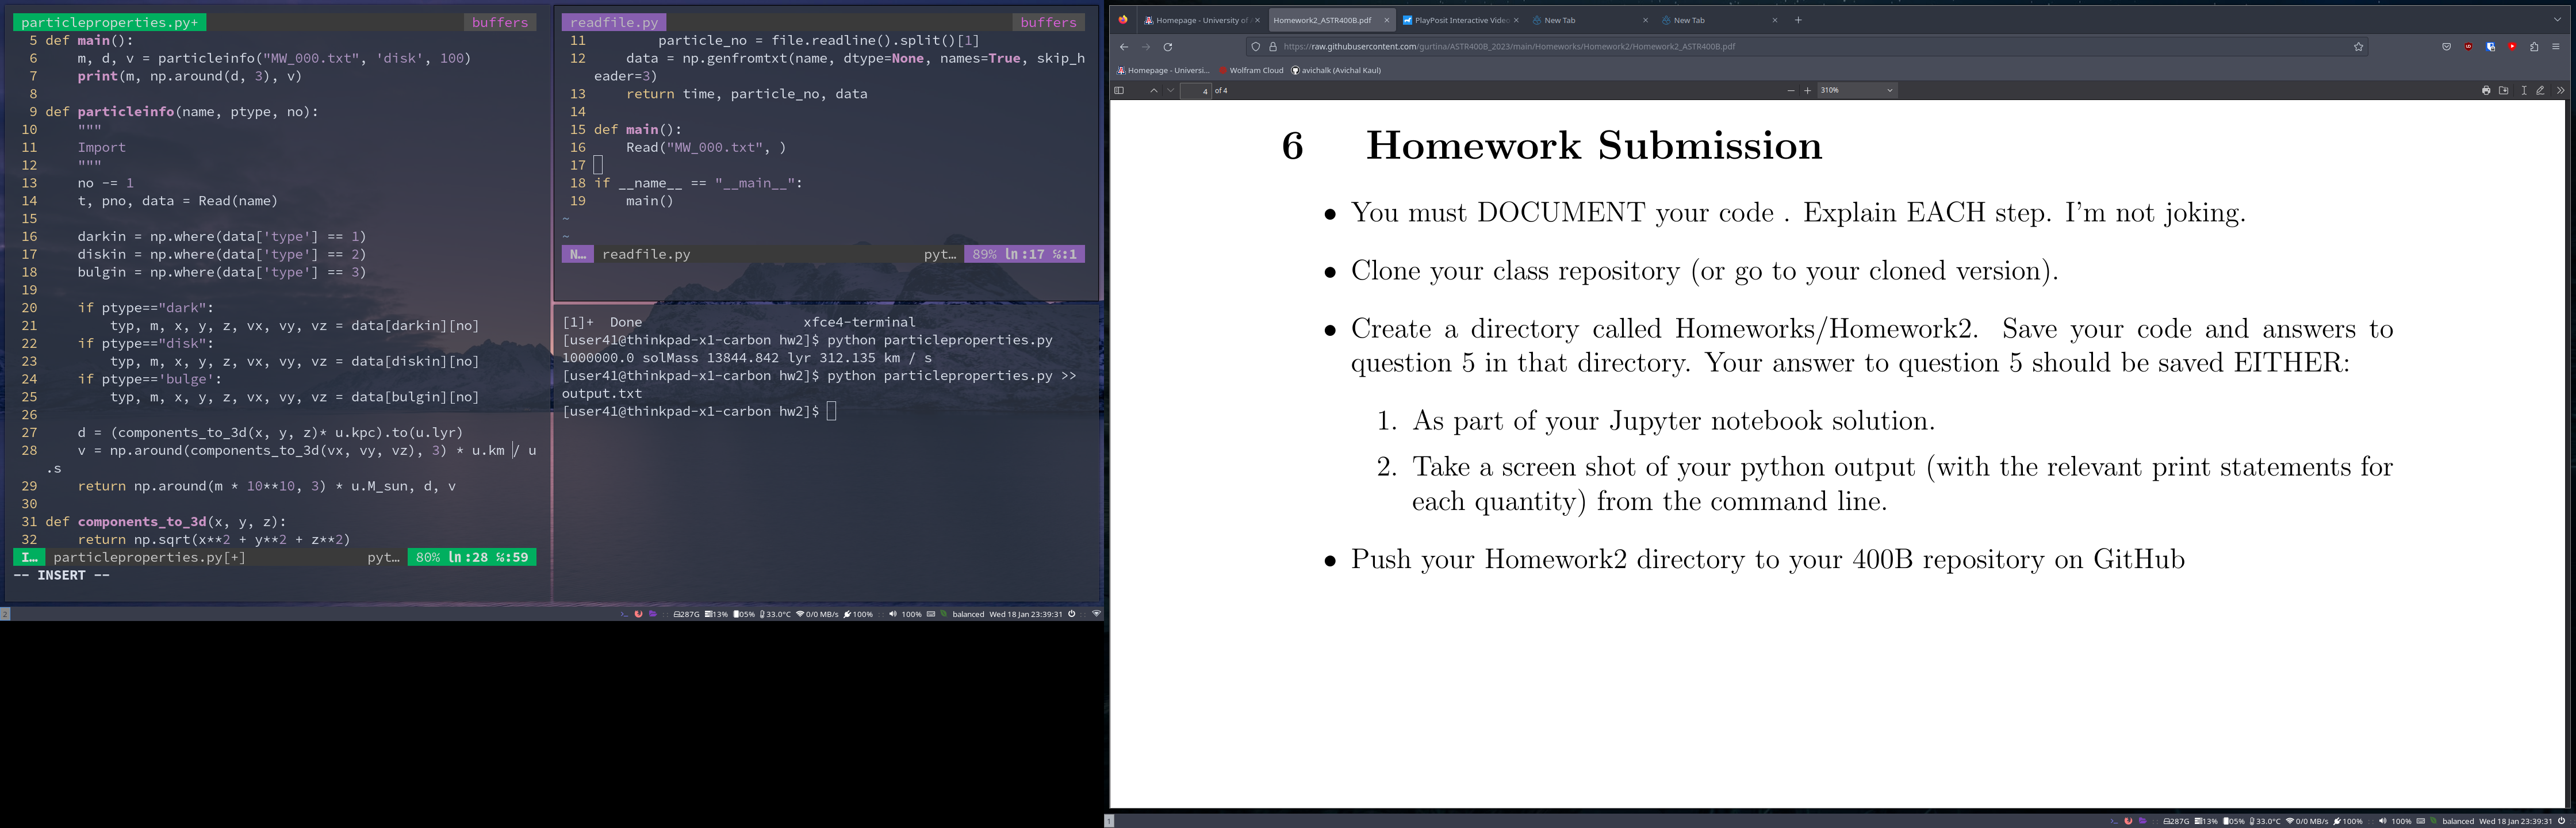 particleproperties.py+ buffers
5 def main():
6     m, d, v = particleinfo("MW_000.txt", 'disk', 100)
7     print(m, np.around(d, 3), v)
8
9 def particleinfo(name, ptype, no):
10     """
11     Import
12     """
13     no -= 1
14     t, pno, data = Read(name)
15
16     darkin = np.where(data['type'] == 1)
17     diskin = np.where(data['type'] == 2)
18     bulgin = np.where(data['type'] == 3)
19
20     if ptype=="dark":
21         typ, m, x, y, z, vx, vy, vz = data[darkin][no]
22     if ptype=="disk":
23         typ, m, x, y, z, vx, vy, vz = data[diskin][no]
24     if ptype=='bulge':
25         typ, m, x, y, z, vx, vy, vz = data[bulgin][no]
26
27     d = (components_to_3d(x, y, z)* u.kpc).to(u.lyr)
28     v = np.around(components_to_3d(vx, vy, vz), 3) * u.km / u
.s
29     return np.around(m * 10**10, 3) * u.M_sun, d, v
30
31 def components_to_3d(x, y, z):
32     return np.sqrt(x**2 + y**2 + z**2)
I… particleproperties.py[+] pyt… 80% ln:28 %:59
-- INSERT --
readfile.py buffers
11         particle_no = file.readline().split()[1]
12     data = np.genfromtxt(name, dtype=None, names=True, skip_h
eader=3)
13     return time, particle_no, data
14
15 def main():
16     Read("MW_000.txt", )
17
18 if __name__ == "__main__":
19     main()
~
~
N… readfile.py pyt… 89% ln:17 %:1
[1]+  Done                    xfce4-terminal
[user41@thinkpad-x1-carbon hw2]$ python particleproperties.py
1000000.0 solMass 13844.842 lyr 312.135 km / s
[user41@thinkpad-x1-carbon hw2]$ python particleproperties.py >>
output.txt
[user41@thinkpad-x1-carbon hw2]$
2 287G 13% 05% 33.0°C 0/0 MB/s 100% 100% balanced Wed 18 Jan 23:39:31
Homepage - University of Homework2_ASTR400B.pdf PlayPosit Interactive Video New Tab New Tab
https://raw.githubusercontent.com/gurtina/ASTR400B_2023/main/Homeworks/Homework2/Homework2_ASTR400B.pdf
Homepage - Universi... Wolfram Cloud avichalk (Avichal Kaul)
4 of 4 310%
6 Homework Submission
• You must DOCUMENT your code . Explain EACH step. I'm not joking.
• Clone your class repository (or go to your cloned version).
• Create a directory called Homeworks/Homework2. Save your code and answers to
question 5 in that directory. Your answer to question 5 should be saved EITHER:
1. As part of your Jupyter notebook solution.
2. Take a screen shot of your python output (with the relevant print statements for
each quantity) from the command line.
• Push your Homework2 directory to your 400B repository on GitHub
1 287G 13% 05% 33.0°C 0/0 MB/s 100% 100% balanced Wed 18 Jan 23:39:31